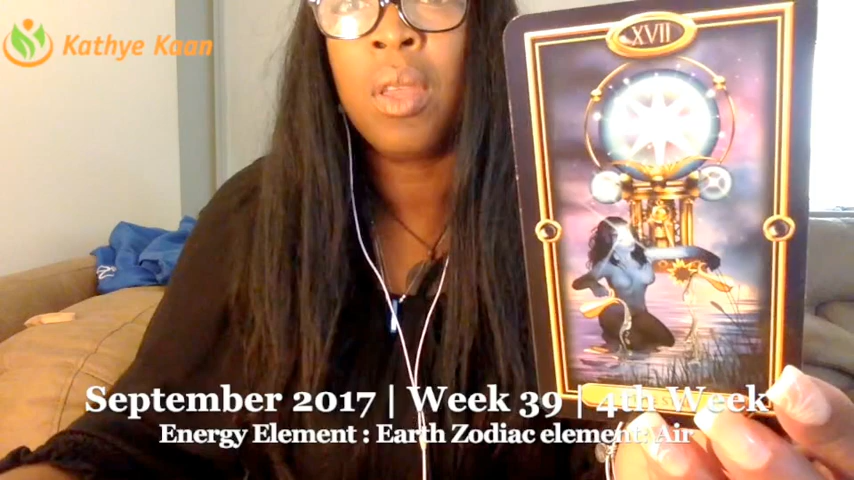 Kathye Kaan
XVII
September 2017 | Week 39 | 4th Week
Energy Element : Earth Zodiac element: Air